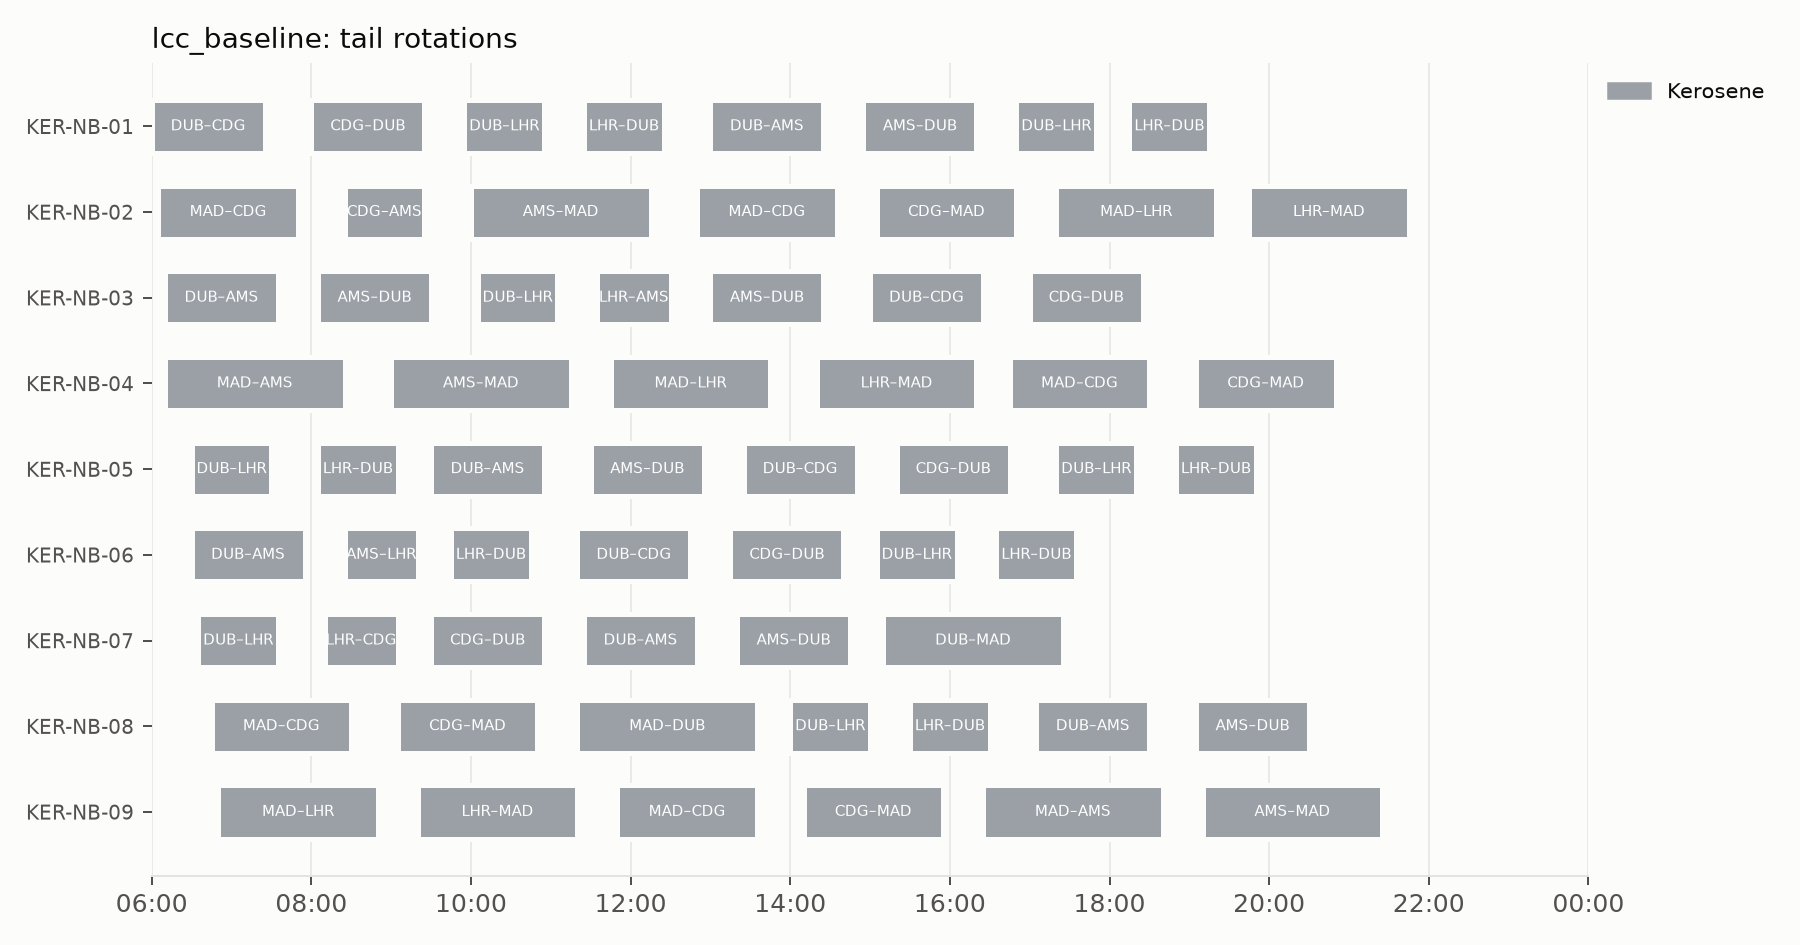 lcc_baseline: tail rotations
Kerosene
KER-NB-01 DUB–CDG CDG–DUB DUB–LHR LHR–DUB DUB–AMS AMS–DUB DUB–LHR LHR–DUB
KER-NB-02 MAD–CDG CDG–AMS AMS–MAD MAD–CDG CDG–MAD MAD–LHR LHR–MAD
KER-NB-03 DUB–AMS AMS–DUB DUB–LHR LHR–AMS AMS–DUB DUB–CDG CDG–DUB
KER-NB-04 MAD–AMS AMS–MAD MAD–LHR LHR–MAD MAD–CDG CDG–MAD
KER-NB-05 DUB–LHR LHR–DUB DUB–AMS AMS–DUB DUB–CDG CDG–DUB DUB–LHR LHR–DUB
KER-NB-06 DUB–AMS AMS–LHR LHR–DUB DUB–CDG CDG–DUB DUB–LHR LHR–DUB
KER-NB-07 DUB–LHR LHR–CDG CDG–DUB DUB–AMS AMS–DUB DUB–MAD
KER-NB-08 MAD–CDG CDG–MAD MAD–DUB DUB–LHR LHR–DUB DUB–AMS AMS–DUB
KER-NB-09 MAD–LHR LHR–MAD MAD–CDG CDG–MAD MAD–AMS AMS–MAD
06:00 08:00 10:00 12:00 14:00 16:00 18:00 20:00 22:00 00:00